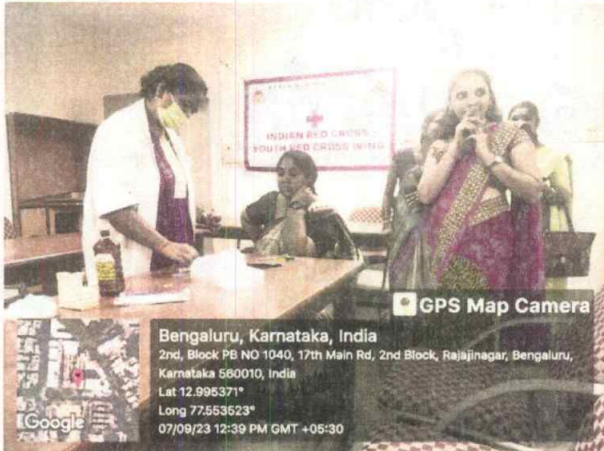 INDIAN RED CROSS
YOUTH RED CROSS WING
GPS Map Camera
Bengaluru, Karnataka, India
2nd, Block PB NO 1040, 17th Main Rd, 2nd Block, Rajajinagar, Bengaluru,
Karnataka 560010, India
Lat 12.995371°
Long 77.553523°
07/09/23 12:39 PM GMT +05:30
Google